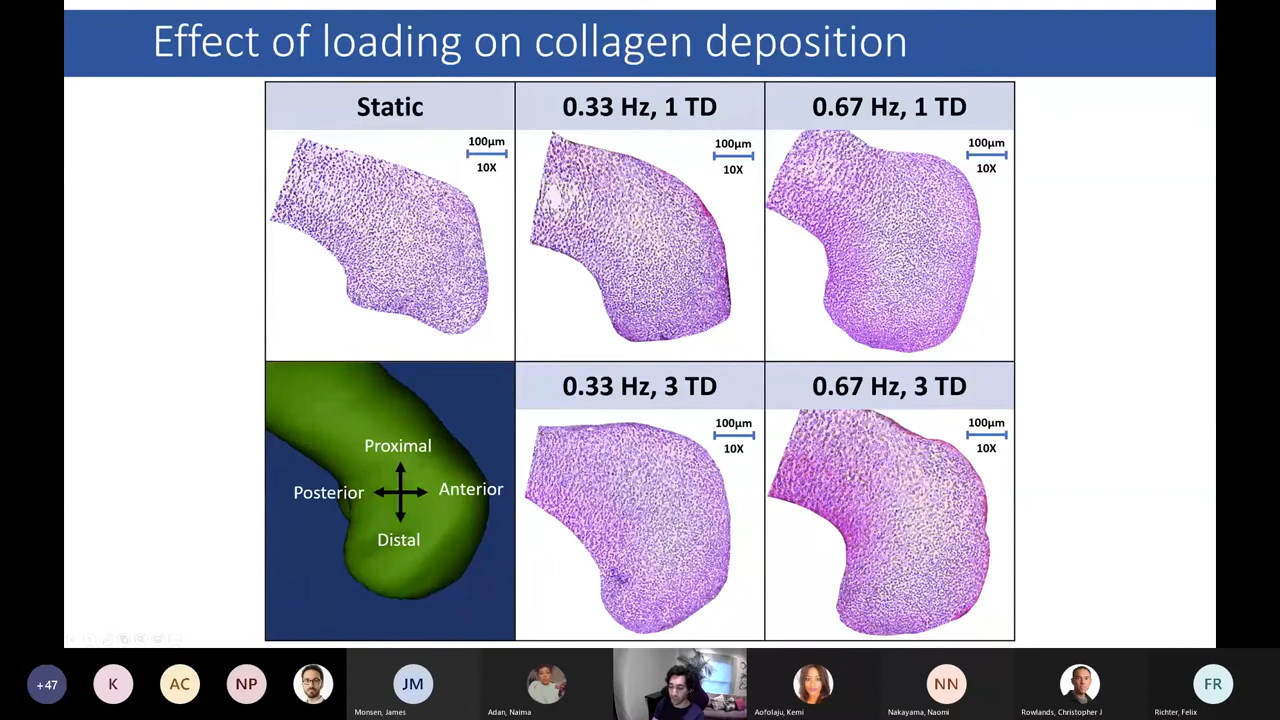 Effect of loading on collagen deposition
Static
0.33 Hz, 1 TD
0.67 Hz, 1 TD
100µm
10X
100µm
10X
100µm
10X
0.33 Hz, 3 TD
0.67 Hz, 3 TD
Proximal
Posterior
Anterior
Distal
100µm
10X
100µm
10X
+47
K
AC
NP
JM
NN
FR
Monsen, James
Adan, Naima
Aofolaju, Kemi
Nakayama, Naomi
Rowlands, Christopher J
Richter, Felix